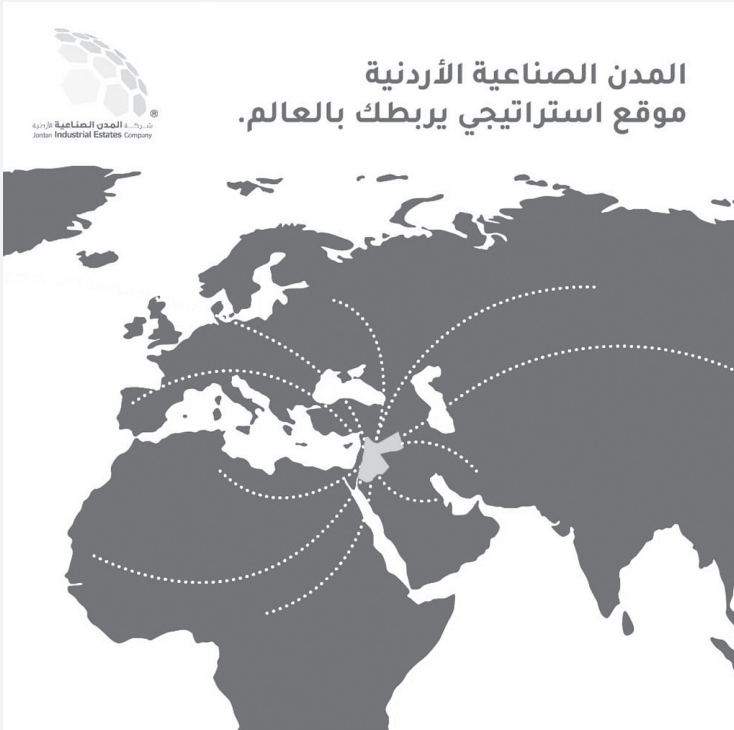 المدن الصناعية الأردنية
موقع استراتيجي يربطك بالعالم.
®
شركة المدن الصناعية الأردنية
Jordan Industrial Estates Company